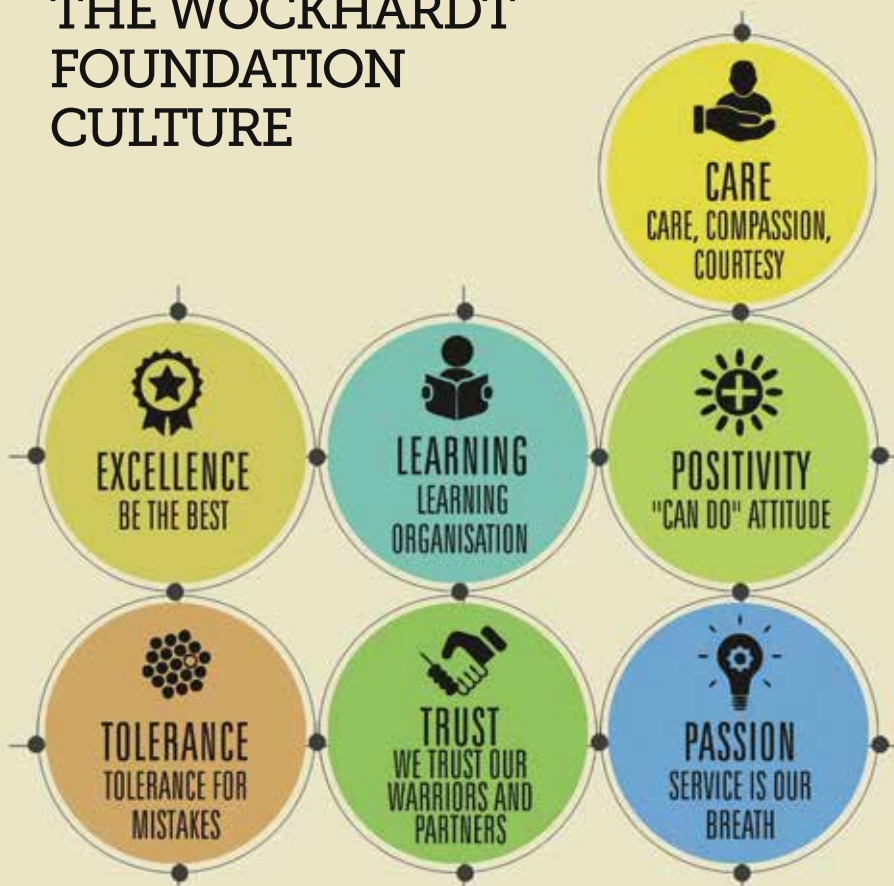 THE WOCKHARDT
FOUNDATION
CULTURE
CARE
CARE, COMPASSION,
COURTESY
EXCELLENCE
BE THE BEST
LEARNING
LEARNING
ORGANISATION
POSITIVITY
"CAN DO" ATTITUDE
TOLERANCE
TOLERANCE FOR
MISTAKES
TRUST
WE TRUST OUR
WARRIORS AND
PARTNERS
PASSION
SERVICE IS OUR
BREATH